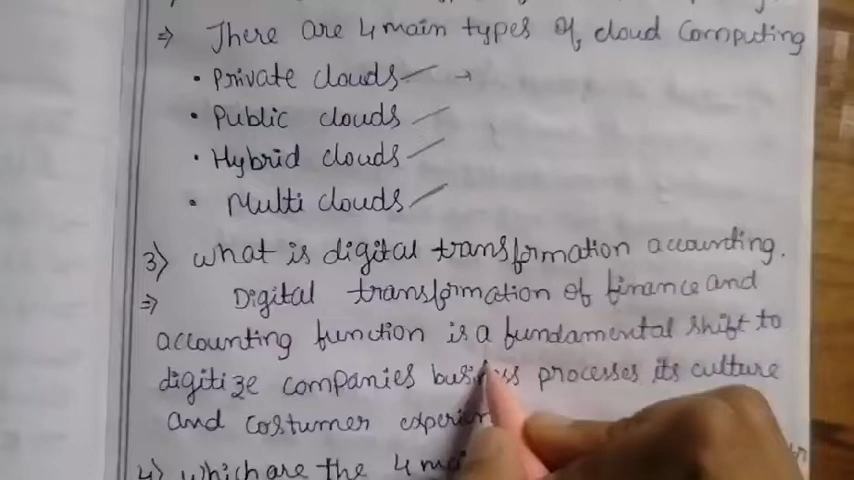 ⇒ There are 4 main types of cloud Computing
• Private clouds →
• Public clouds
• Hybrid clouds
• Multi clouds
3) what is digital transformation accounting.
⇒ Digital transformation of finance and
accounting function is a fundamental shift to
digitize companies business processes its culture
and costumer
4) which are the 4